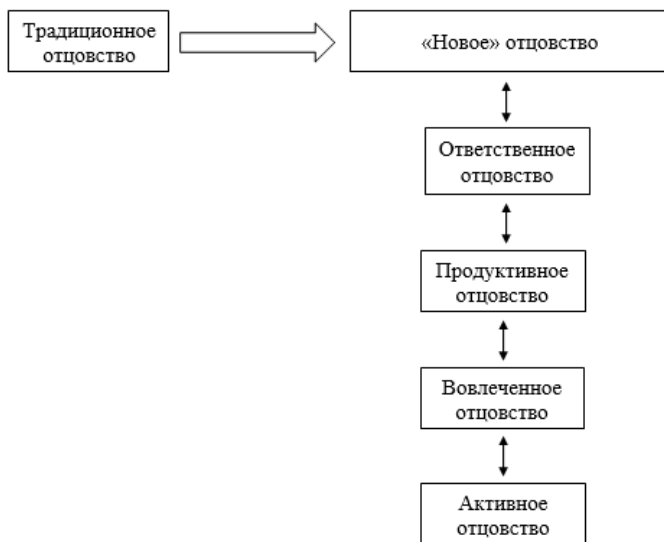 Традиционное
отцовство
«Новое» отцовство
Ответственное
отцовство
Продуктивное
отцовство
Вовлеченное
отцовство
Активное
отцовство